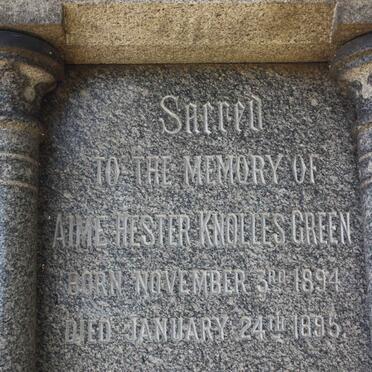 Sacred
TO THE MEMORY OF
AIME HESTER KNOLLES GREEN
BORN NOVEMBER 3RD 1894
DIED JANUARY 24TH 1895